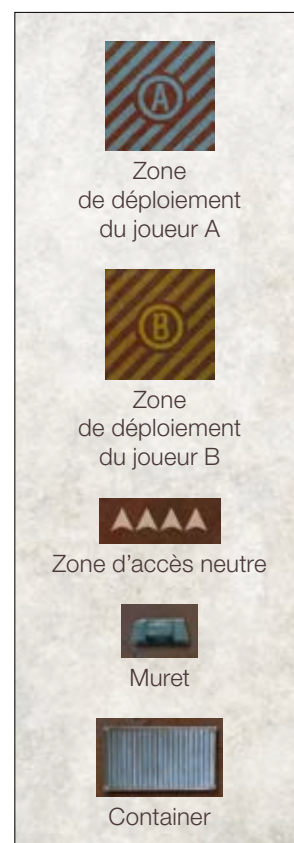 A
Zone
de déploiement
du joueur A
B
Zone
de déploiement
du joueur B
Zone d'accès neutre
Muret
Container